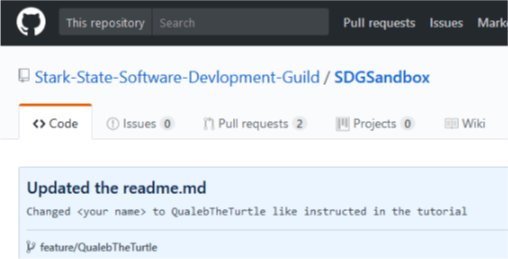 This repository Search Pull requests Issues Mark
Stark-State-Software-Devlopment-Guild / SDGSandbox
<> Code Issues 0 Pull requests 2 Projects 0 Wiki
Updated the readme.md
Changed <your name> to QualebTheTurtle like instructed in the tutorial
feature/QualebTheTurtle